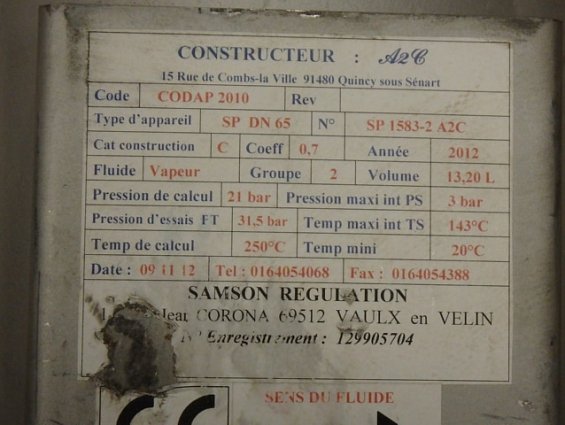 CONSTRUCTEUR : A2C
15 Rue de Combs-la Ville 91480 Quincy sous Sénart
Code CODAP 2010 Rev
Type d'appareil SP DN 65 N° SP 1583-2 A2C
Cat construction C Coeff 0,7 Année 2012
Fluide Vapeur Groupe 2 Volume 13,20 L
Pression de calcul 21 bar Pression maxi int PS 3 bar
Pression d'essais FT 31,5 bar Temp maxi int TS 143°C
Temp de calcul 250°C Temp mini 20°C
Date : 09 11 12 Tel : 0164054068 Fax : 0164054388
SAMSON REGULATION
Jean CORONA 69512 VAULX en VELIN
N° Enregistrement : 129905704
SENS DU FLUIDE
CE